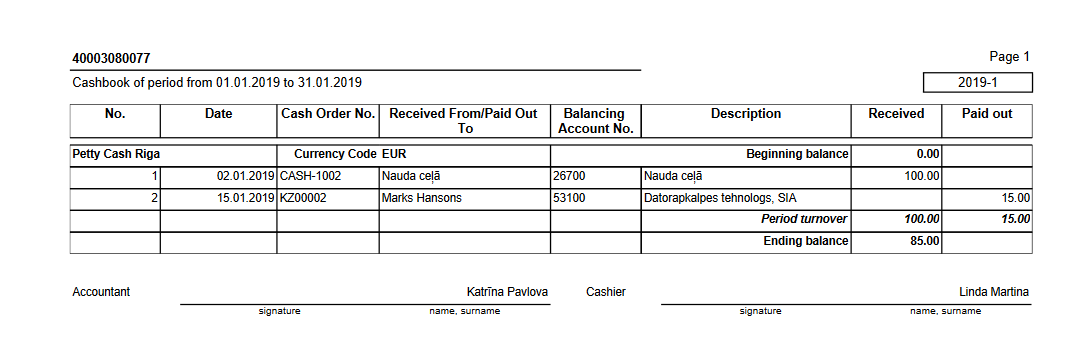 40003080077
Page 1
Cashbook of period from 01.01.2019 to 31.01.2019
2019-1
No. Date Cash Order No. Received From/Paid Out To Balancing Account No. Description Received Paid out
Petty Cash Riga Currency Code EUR Beginning balance 0.00
1 02.01.2019 CASH-1002 Nauda ceļā 26700 Nauda ceļā 100.00
2 15.01.2019 KZ00002 Marks Hansons 53100 Datorapkalpes tehnologs, SIA 15.00
Period turnover 100.00 15.00
Ending balance 85.00
Accountant Katrīna Pavlova Cashier Linda Martina
signature name, surname signature name, surname